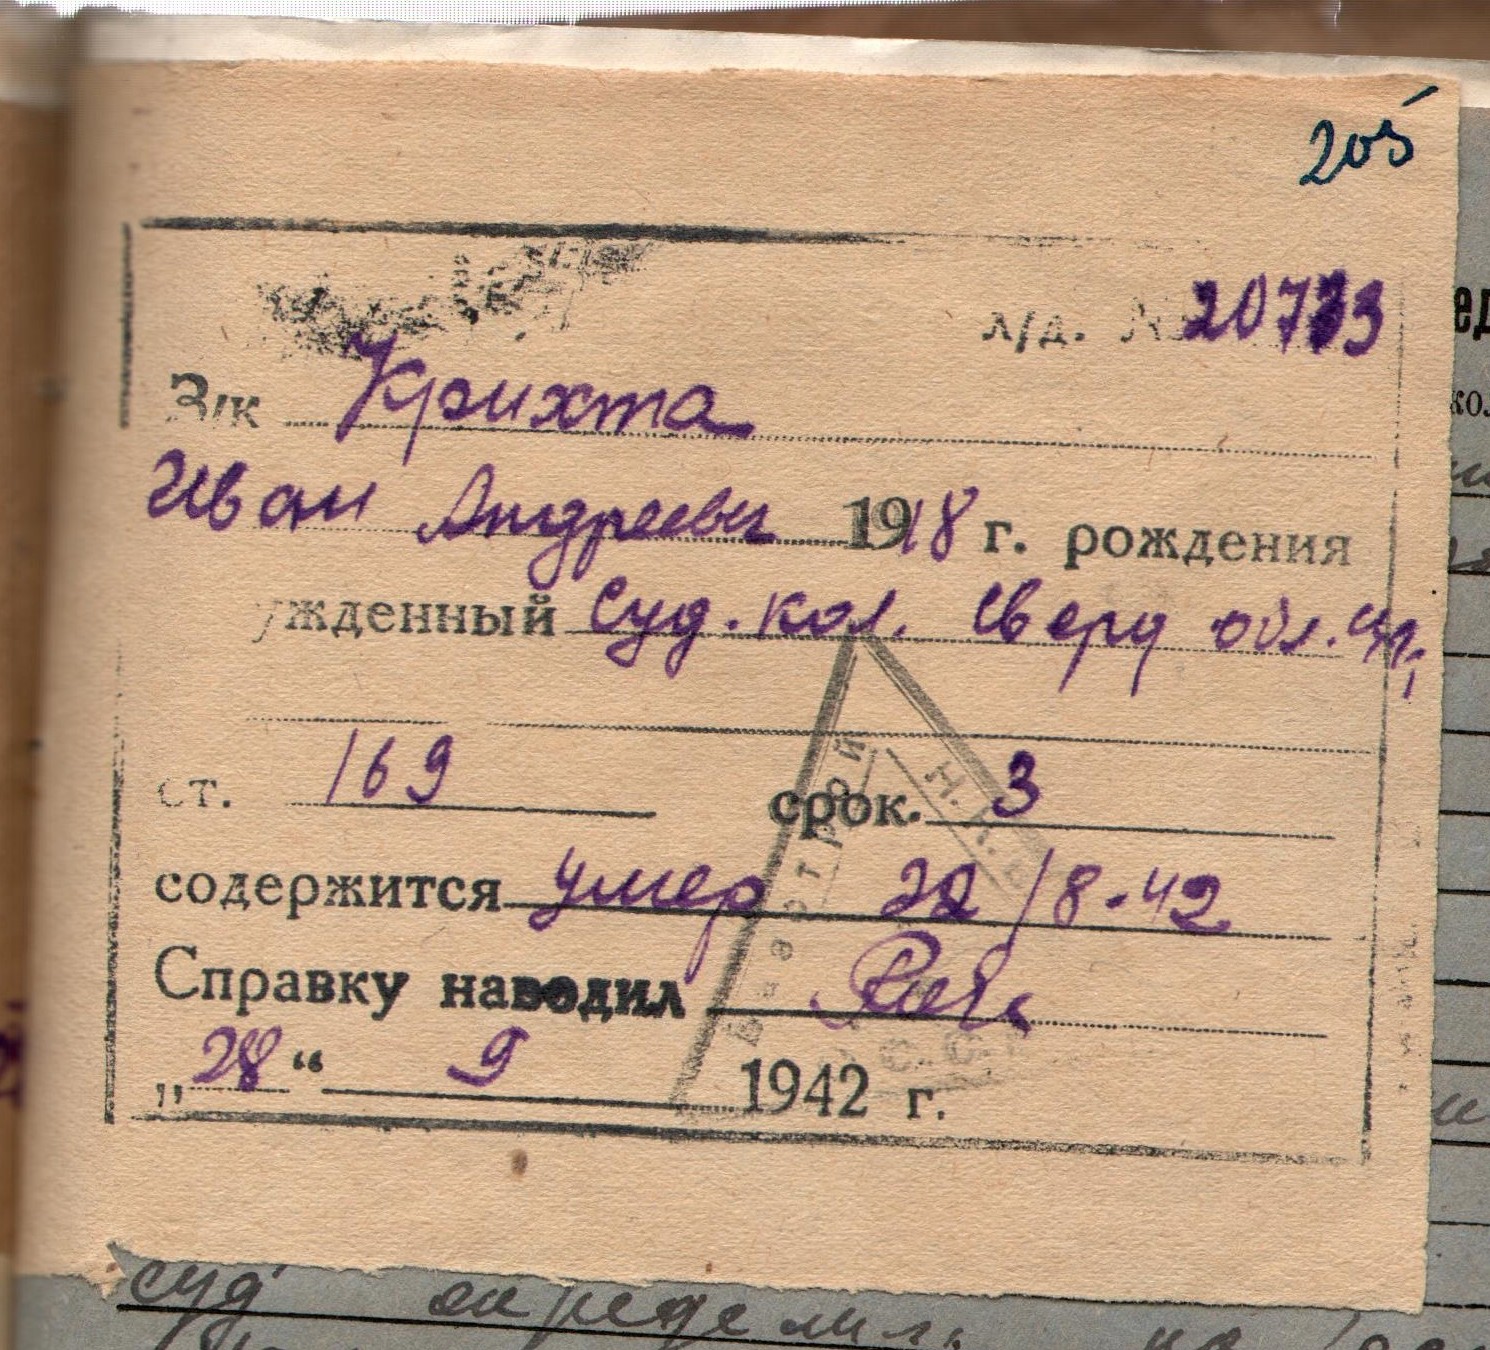 205
л/д. № 20733
З/к Крихта
Иван Андреевич 1918 г. рождения
ужденный Суд. кол. Сверд обл.
ст. 169 срок. 3
содержится умер 22/8-42
Справку наводил
„28“ 9 1942 г.
суд определил: